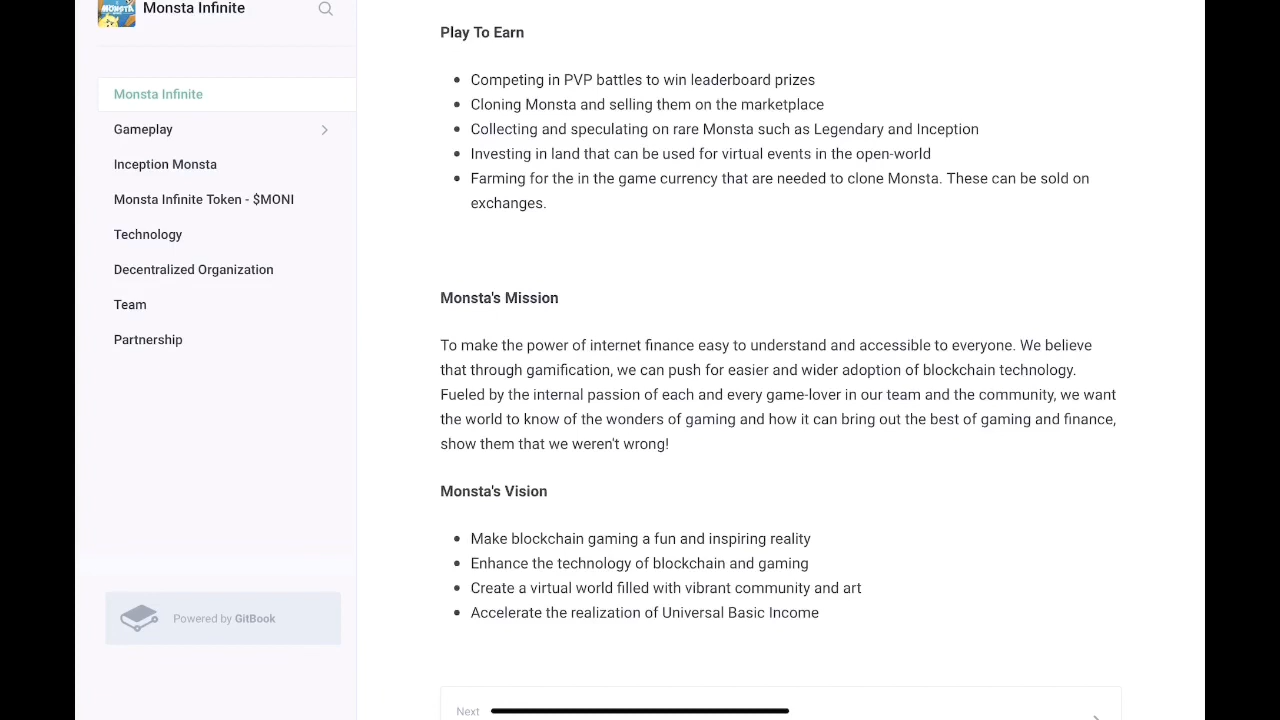 MONSTA
Monsta Infinite
Monsta Infinite
Gameplay
Inception Monsta
Monsta Infinite Token - $MONI
Technology
Decentralized Organization
Team
Partnership
Powered by GitBook
Play To Earn
Competing in PVP battles to win leaderboard prizes
Cloning Monsta and selling them on the marketplace
Collecting and speculating on rare Monsta such as Legendary and Inception
Investing in land that can be used for virtual events in the open-world
Farming for the in the game currency that are needed to clone Monsta. These can be sold on
exchanges.
Monsta's Mission
To make the power of internet finance easy to understand and accessible to everyone. We believe
that through gamification, we can push for easier and wider adoption of blockchain technology.
Fueled by the internal passion of each and every game-lover in our team and the community, we want
the world to know of the wonders of gaming and how it can bring out the best of gaming and finance,
show them that we weren't wrong!
Monsta's Vision
Make blockchain gaming a fun and inspiring reality
Enhance the technology of blockchain and gaming
Create a virtual world filled with vibrant community and art
Accelerate the realization of Universal Basic Income
Next